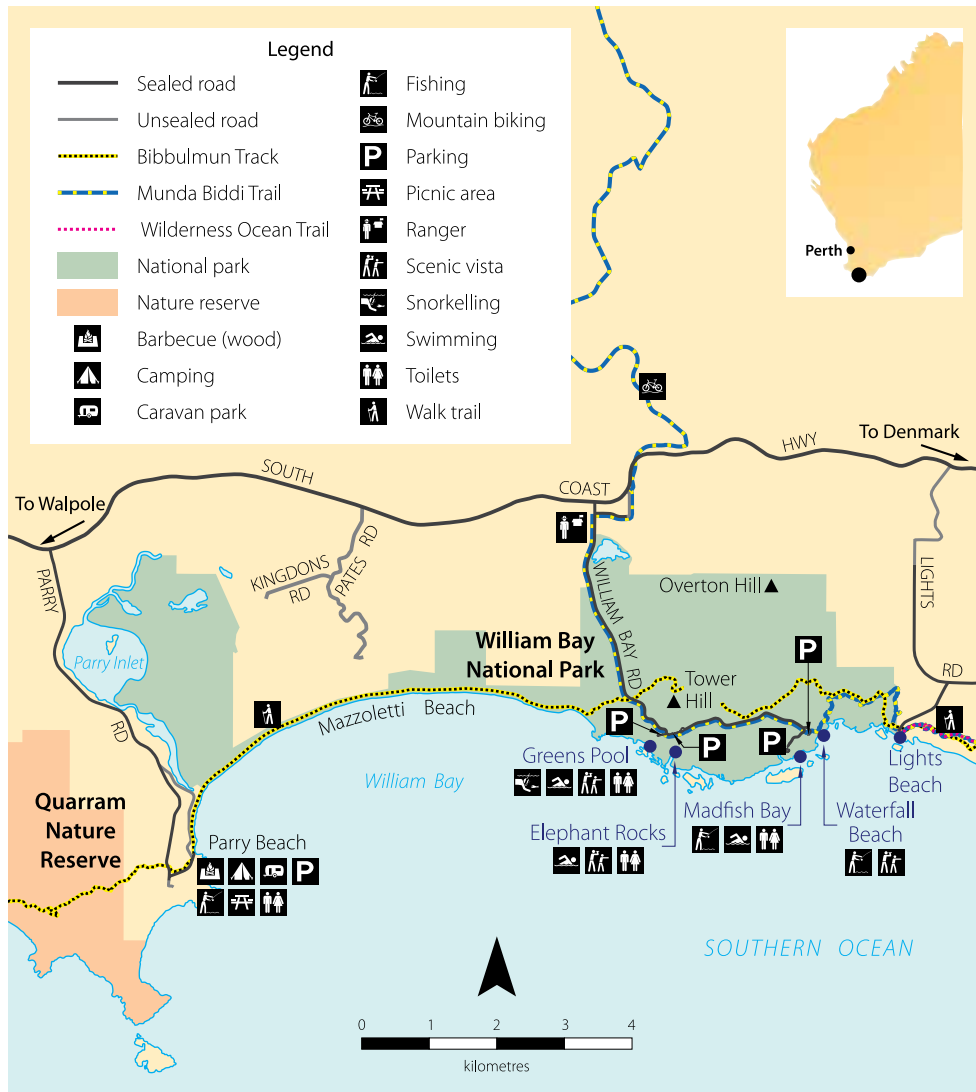 Legend
Sealed road
Unsealed road
Bibbulmun Track
Munda Biddi Trail
Wilderness Ocean Trail
National park
Nature reserve
Barbecue (wood)
Camping
Caravan park
Fishing
Mountain biking
P Parking
Picnic area
Ranger
Scenic vista
Snorkelling
Swimming
Toilets
Walk trail
Perth
To Denmark
HWY
SOUTH
COAST
To Walpole
PARRY
RD
KINGDONS
RD
PATES
RD
WILLIAM BAY RD
LIGHTS
RD
Overton Hill
Parry Inlet
William Bay
National Park
Tower
Hill
P
P
P
P
Mazzoletti Beach
William Bay
Greens Pool
Elephant Rocks
Madfish Bay
Waterfall
Beach
Lights
Beach
Quarram
Nature
Reserve
Parry Beach
P
SOUTHERN OCEAN
0 1 2 3 4
kilometres